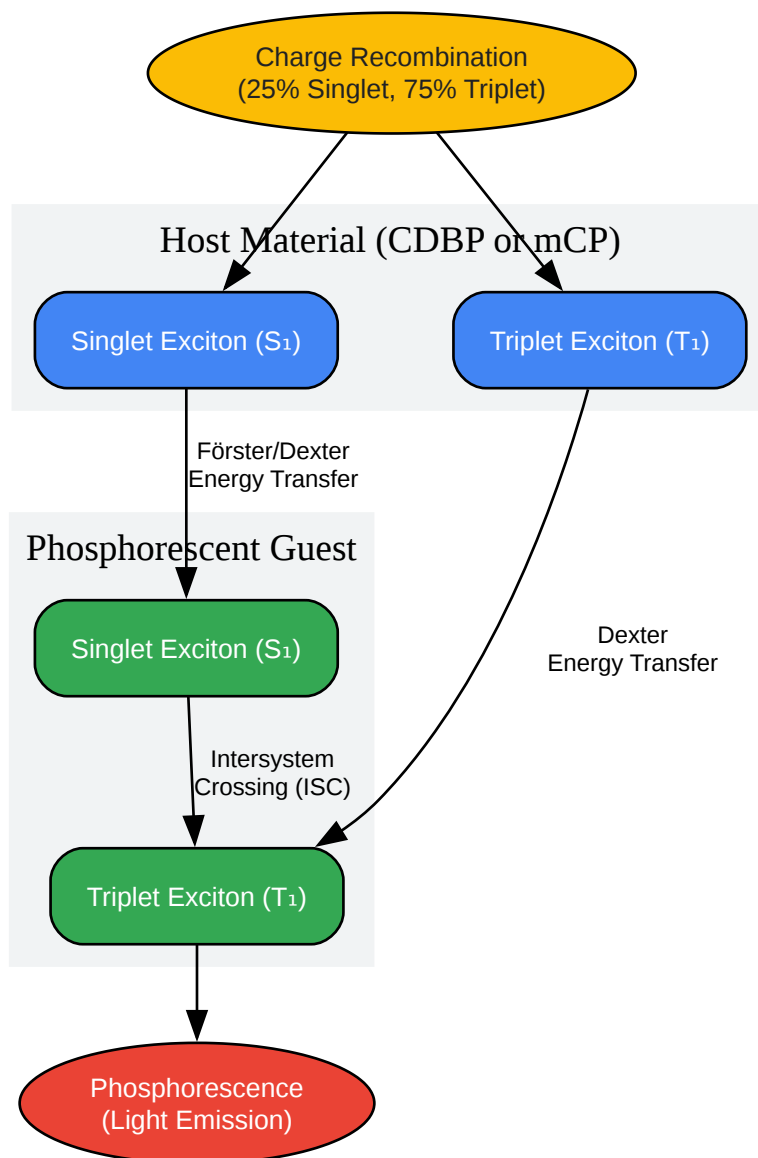 Charge Recombination
(25% Singlet, 75% Triplet)
Host Material (CDBP or mCP)
Singlet Exciton (S₁)
Triplet Exciton (T₁)
Förster/Dexter
Energy Transfer
Phosphorescent Guest
Singlet Exciton (S₁)
Dexter
Energy Transfer
Intersystem
Crossing (ISC)
Triplet Exciton (T₁)
Phosphorescence
(Light Emission)